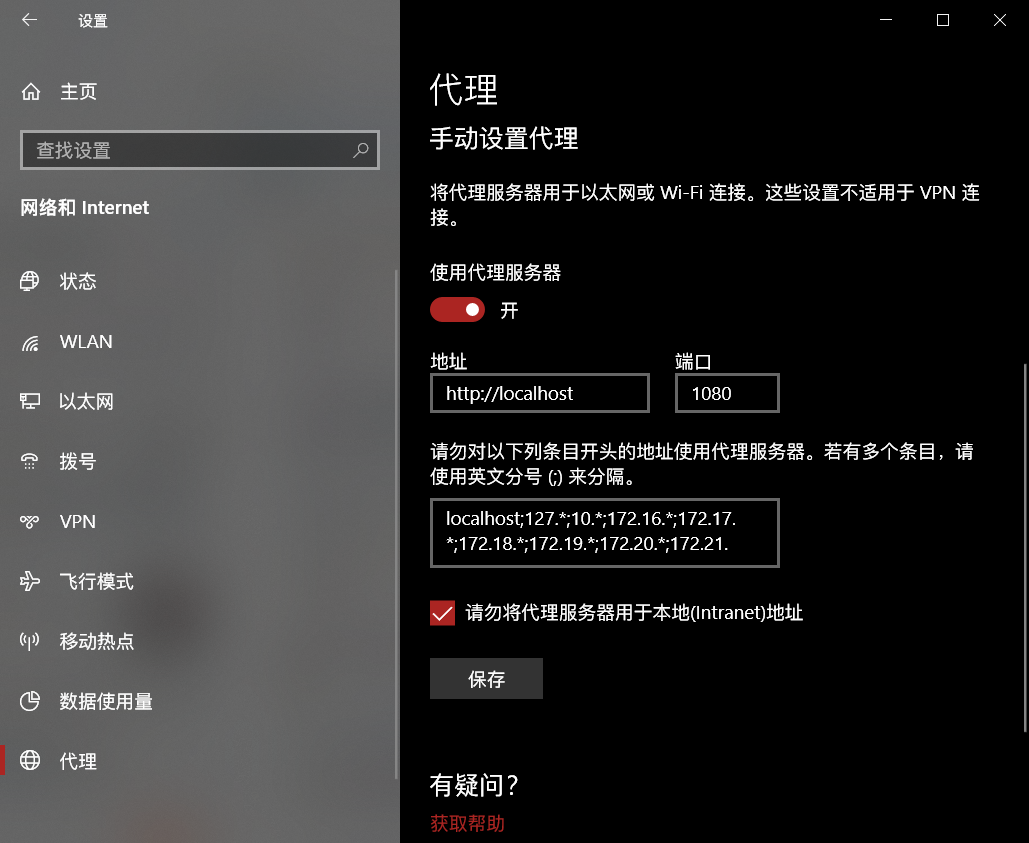 设置
主页
查找设置
网络和 Internet
状态
WLAN
以太网
拨号
VPN
飞行模式
移动热点
数据使用量
代理
代理
手动设置代理
将代理服务器用于以太网或 Wi-Fi 连接。这些设置不适用于 VPN 连
接。
使用代理服务器
开
地址 端口
http://localhost 1080
请勿对以下列条目开头的地址使用代理服务器。若有多个条目，请
使用英文分号 (;) 来分隔。
localhost;127.*;10.*;172.16.*;172.17.
*;172.18.*;172.19.*;172.20.*;172.21.
请勿将代理服务器用于本地(Intranet)地址
保存
有疑问？
获取帮助